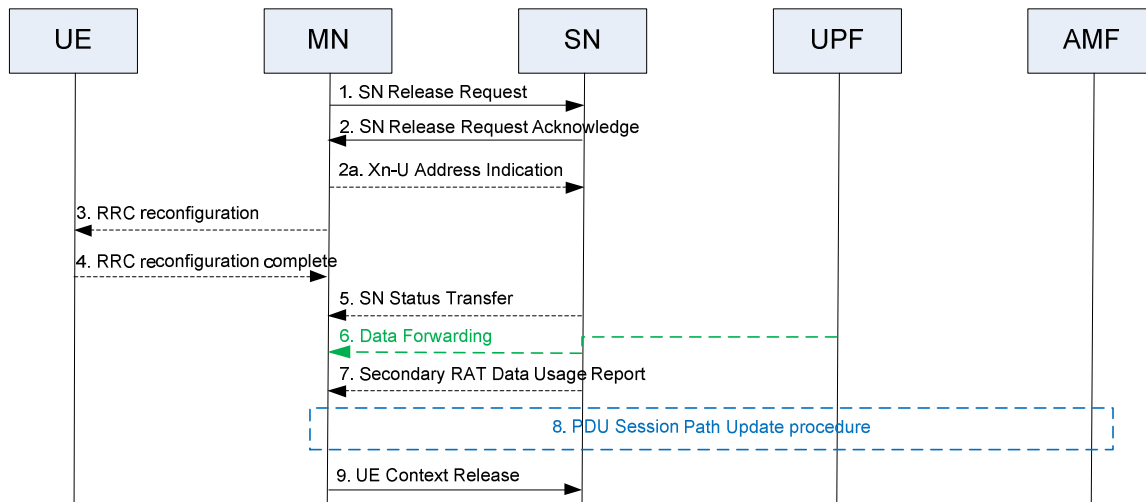 UE
MN
SN
UPF
AMF
1. SN Release Request
2. SN Release Request Acknowledge
2a. Xn-U Address Indication
3. RRC reconfiguration
4. RRC reconfiguration complete
5. SN Status Transfer
6. Data Forwarding
7. Secondary RAT Data Usage Report
8. PDU Session Path Update procedure
9. UE Context Release